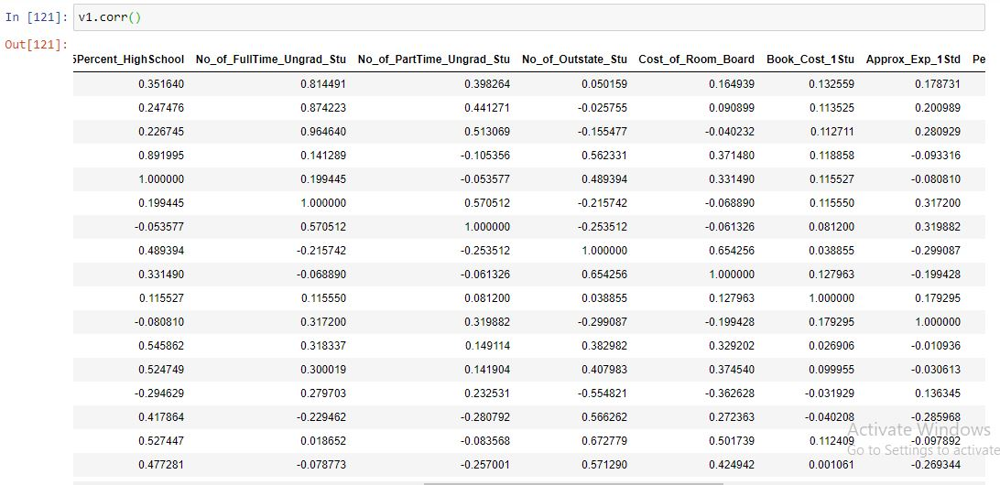 In [121]: v1.corr()
Out[121]:
5Percent_HighSchool No_of_FullTime_Ungrad_Stu No_of_PartTime_Ungrad_Stu No_of_Outstate_Stu Cost_of_Room_Board Book_Cost_1Stu Approx_Exp_1Std Pe
0.351640 0.814491 0.398264 0.050159 0.164939 0.132559 0.178731
0.247476 0.874223 0.441271 -0.025755 0.090899 0.113525 0.200989
0.226745 0.964640 0.513069 -0.155477 -0.040232 0.112711 0.280929
0.891995 0.141289 -0.105356 0.562331 0.371480 0.118858 -0.093316
1.000000 0.199445 -0.053577 0.489394 0.331490 0.115527 -0.080810
0.199445 1.000000 0.570512 -0.215742 -0.068890 0.115550 0.317200
-0.053577 0.570512 1.000000 -0.253512 -0.061326 0.081200 0.319882
0.489394 -0.215742 -0.253512 1.000000 0.654256 0.038855 -0.299087
0.331490 -0.068890 -0.061326 0.654256 1.000000 0.127963 -0.199428
0.115527 0.115550 0.081200 0.038855 0.127963 1.000000 0.179295
-0.080810 0.317200 0.319882 -0.299087 -0.199428 0.179295 1.000000
0.545862 0.318337 0.149114 0.382982 0.329202 0.026906 -0.010936
0.524749 0.300019 0.141904 0.407983 0.374540 0.099955 -0.030613
-0.294629 0.279703 0.232531 -0.554821 -0.362628 -0.031929 0.136345
0.417864 -0.229462 -0.280792 0.566262 0.272363 -0.040208 -0.285968
0.527447 0.018652 -0.083568 0.672779 0.501739 0.112409 -0.097892
0.477281 -0.078773 -0.257001 0.571290 0.424942 0.001061 -0.269344
Activate Windows
Go to Settings to activate